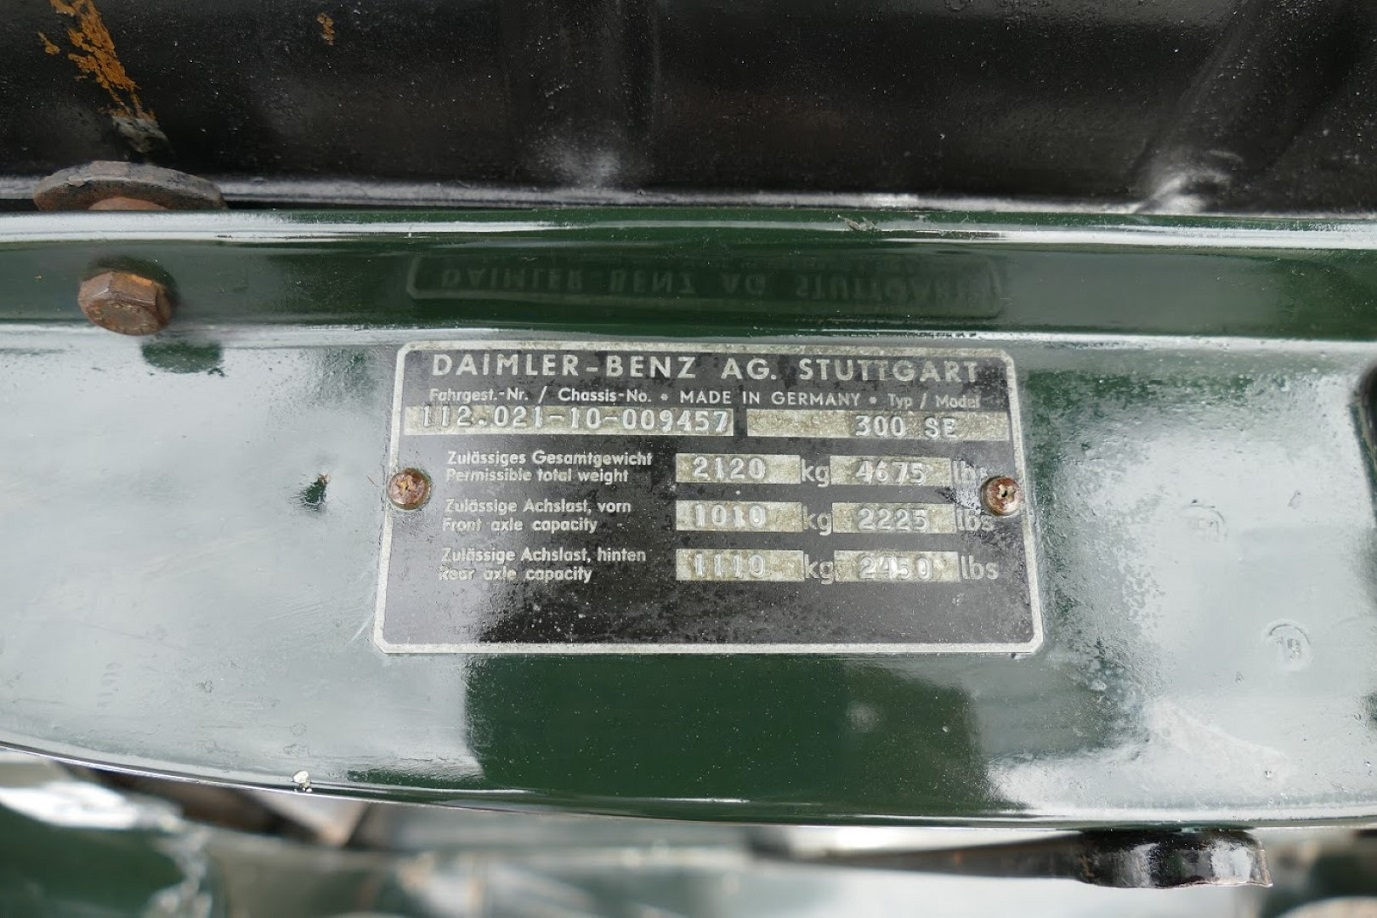 DAIMLER-BENZ AG. STUTTGART
Fahrgest.-Nr. / Chassis-No. • MADE IN GERMANY • Typ / Model
112.021-10-009457 300 SE
Zulässiges Gesamtgewicht
Permissible total weight 2120 kg 4675 lbs
Zulässige Achslast, vorn
Front axle capacity 1010 kg 2225 lbs
Zulässige Achslast, hinten
Rear axle capacity 1110 kg 2450 lbs